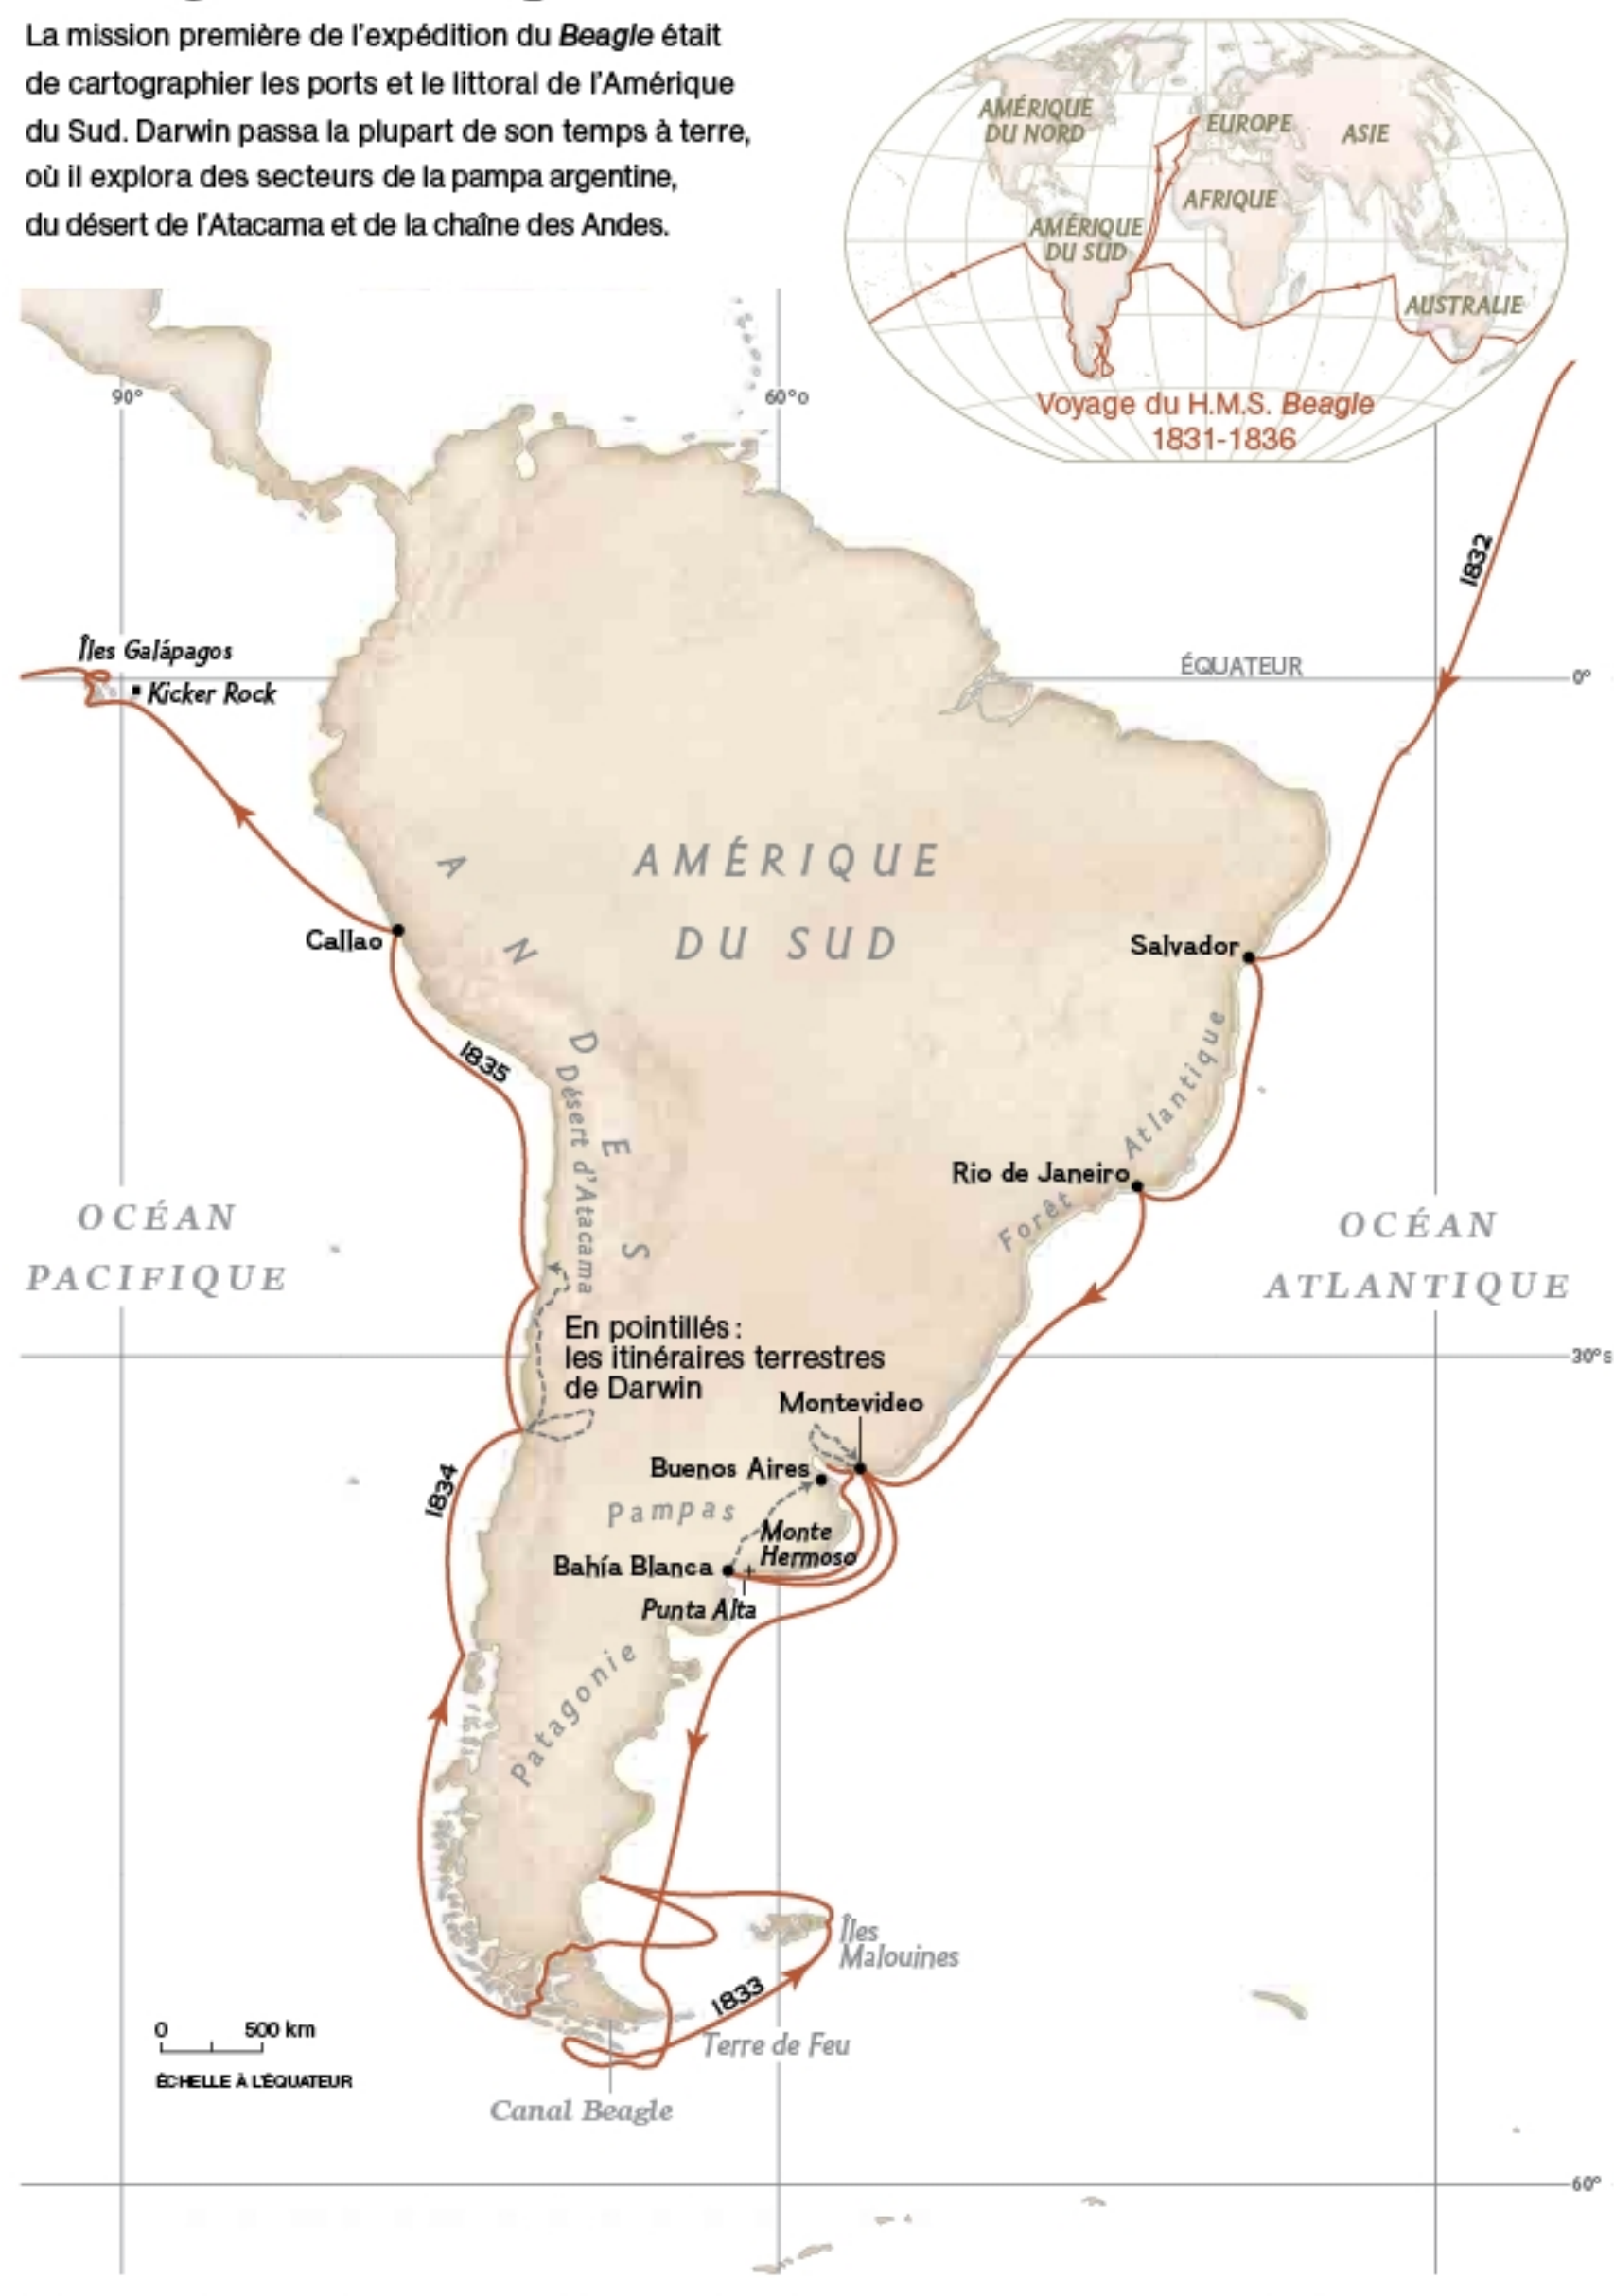 La mission première de l'expédition du Beagle était
de cartographier les ports et le littoral de l'Amérique
du Sud. Darwin passa la plupart de son temps à terre,
où il explora des secteurs de la pampa argentine,
du désert de l'Atacama et de la chaîne des Andes.
AMÉRIQUE
DU NORD
EUROPE
ASIE
AFRIQUE
AMÉRIQUE
DU SUD
AUSTRALIE
Voyage du H.M.S. Beagle
1831-1836
90°
60°o
1832
Îles Galápagos
Kicker Rock
ÉQUATEUR
0°
AMÉRIQUE
DU SUD
ANDES
Callao
Salvador
1835
Désert d'Atacama
Forêt Atlantique
Rio de Janeiro
OCÉAN
PACIFIQUE
OCÉAN
ATLANTIQUE
En pointillés :
les itinéraires terrestres
de Darwin
30°s
Montevideo
Buenos Aires
1834
Pampas
Monte
Hermoso
Bahía Blanca
Punta Alta
Patagonie
Îles
Malouines
1833
Terre de Feu
Canal Beagle
0 500 km
ÉCHELLE À L'ÉQUATEUR
60°